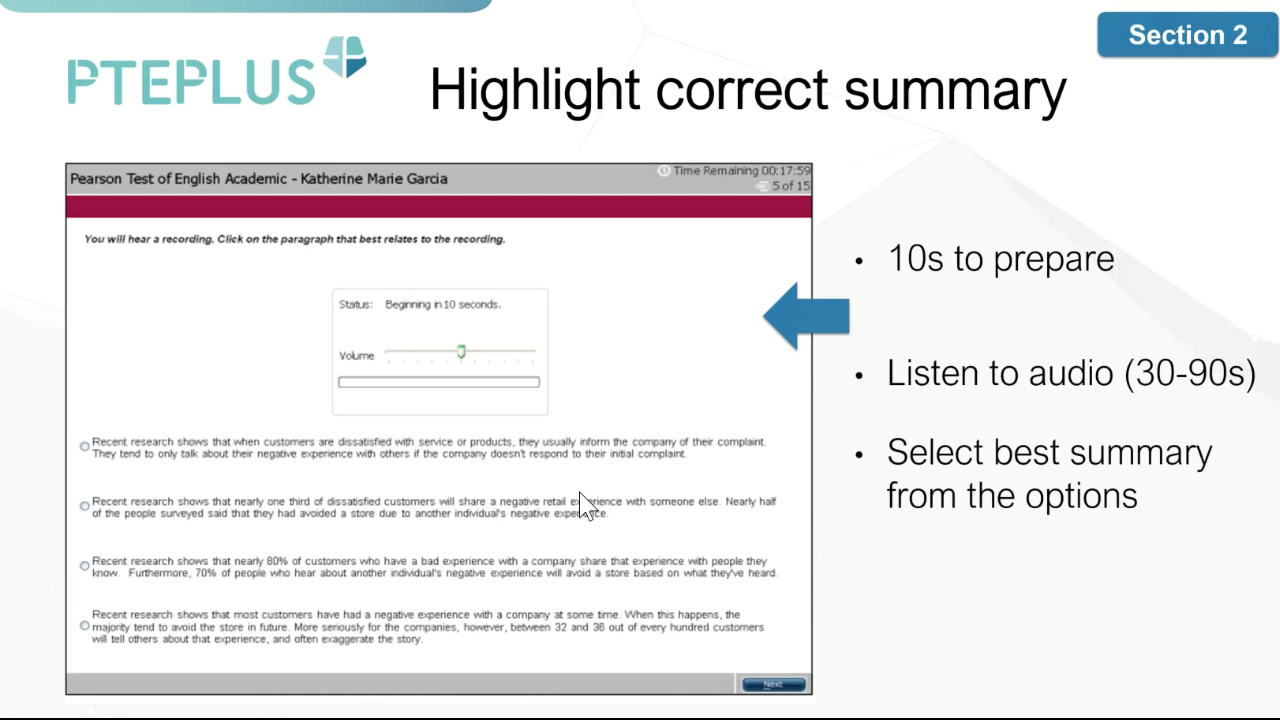 Section 2
PTEPLUS
Highlight correct summary
Pearson Test of English Academic - Katherine Marie Garcia
Time Remaining 00:17:59
5 of 15
You will hear a recording. Click on the paragraph that best relates to the recording.
Status: Beginning in 10 seconds.
Volume
Recent research shows that when customers are dissatisfied with service or products, they usually inform the company of their complaint.
They tend to only talk about their negative experience with others if the company doesn't respond to their initial complaint.
Recent research shows that nearly one third of dissatisfied customers will share a negative retail experience with someone else. Nearly half
of the people surveyed said that they had avoided a store due to another individual's negative experience.
Recent research shows that nearly 80% of customers who have a bad experience with a company share that experience with people they
know. Furthermore, 70% of people who hear about another individual's negative experience will avoid a store based on what they've heard.
Recent research shows that most customers have had a negative experience with a company at some time. When this happens, the
majority tend to avoid the store in future. More seriously for the companies, however, between 32 and 36 out of every hundred customers
will tell others about that experience, and often exaggerate the story.
Next
• 10s to prepare
• Listen to audio (30-90s)
• Select best summary
from the options